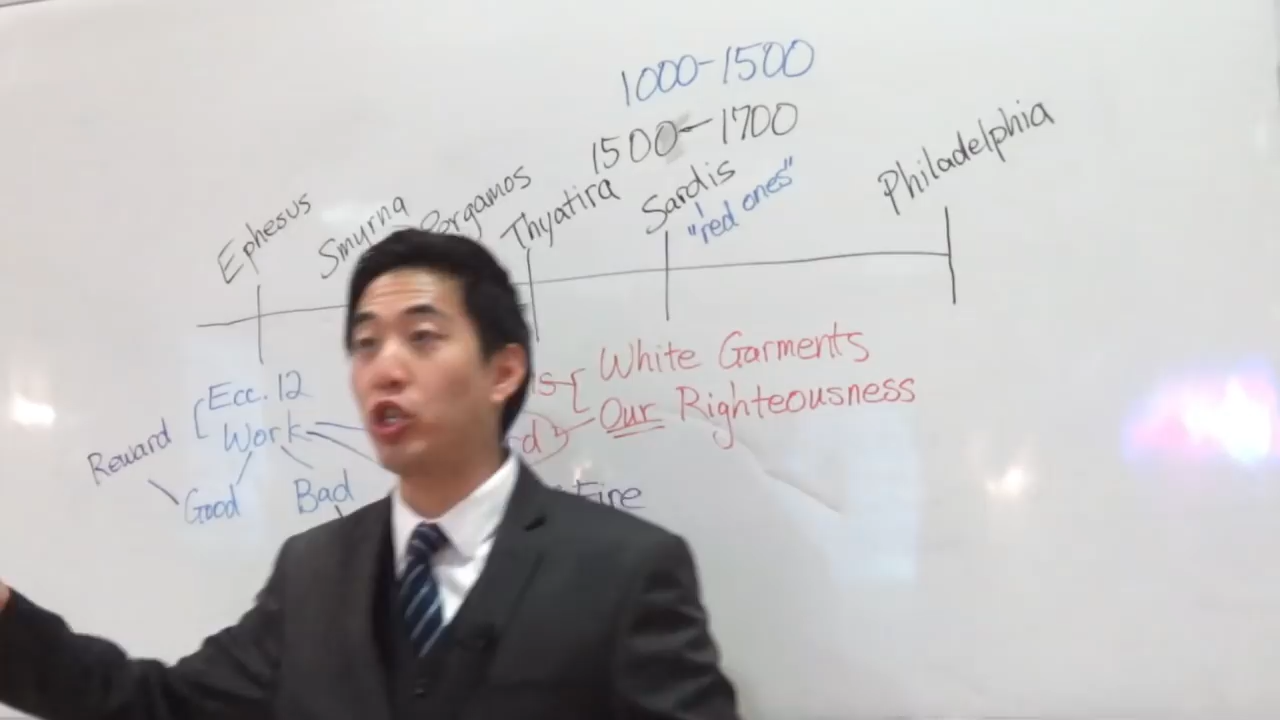 1000-1500
1500-1700
Ephesus Smyrna Pergamos Thyatira Sardis Philadelphia
"red ones"
White Garments
Our Righteousness
Reward Ecc. 12
Work
Good Bad
Fire